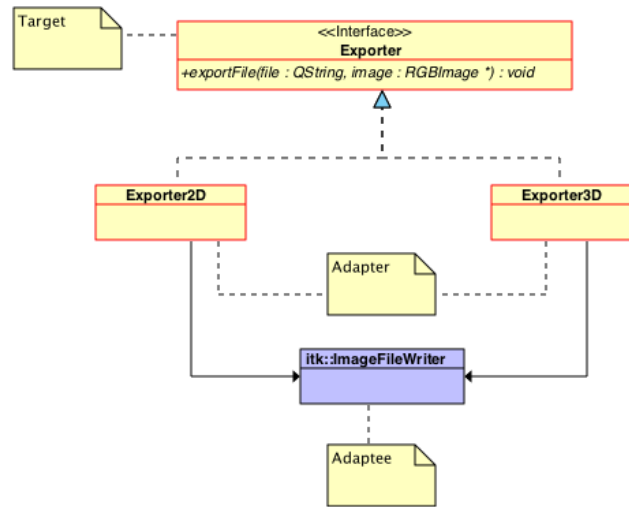 Target
<<Interface>>
Exporter
+exportFile(file : QString, image : RGBImage *) : void
Exporter2D
Exporter3D
Adapter
itk::ImageFileWriter
Adaptee